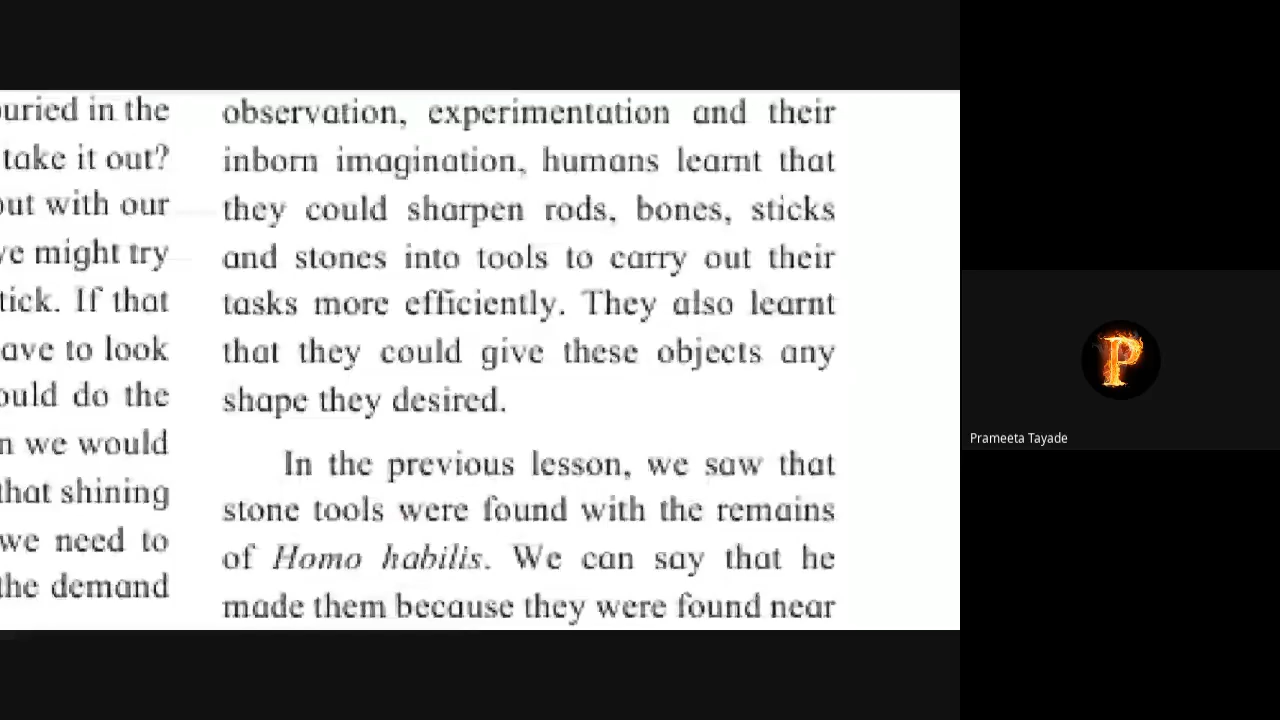 uried in the
take it out?
out with our
ve might try
tick. If that
ave to look
ould do the
n we would
that shining
we need to
the demand
observation, experimentation and their
inborn imagination, humans learnt that
they could sharpen rods, bones, sticks
and stones into tools to carry out their
tasks more efficiently. They also learnt
that they could give these objects any
shape they desired.
In the previous lesson, we saw that
stone tools were found with the remains
of Homo habilis. We can say that he
made them because they were found near
P
Prameeta Tayade